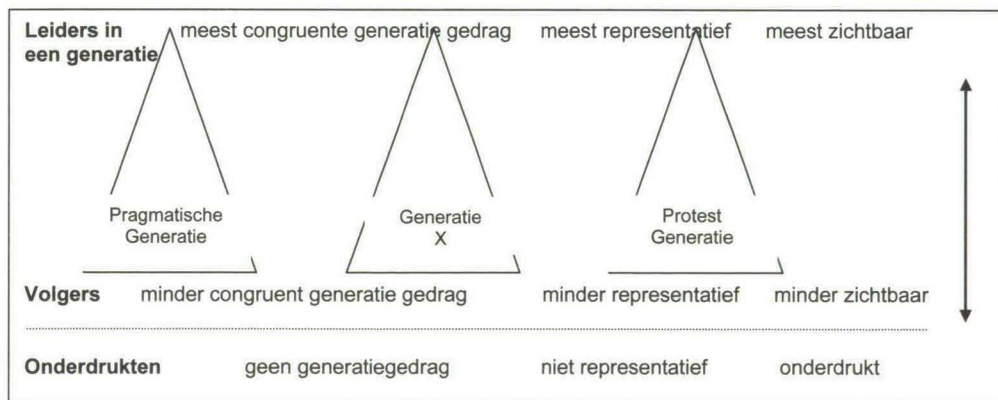 Leiders in meest congruente generatie gedrag meest representatief meest zichtbaar
een generatie
Pragmatische
Generatie
Generatie
X
Protest
Generatie
Volgers minder congruent generatie gedrag minder representatief minder zichtbaar
Onderdrukten geen generatiegedrag niet representatief onderdrukt